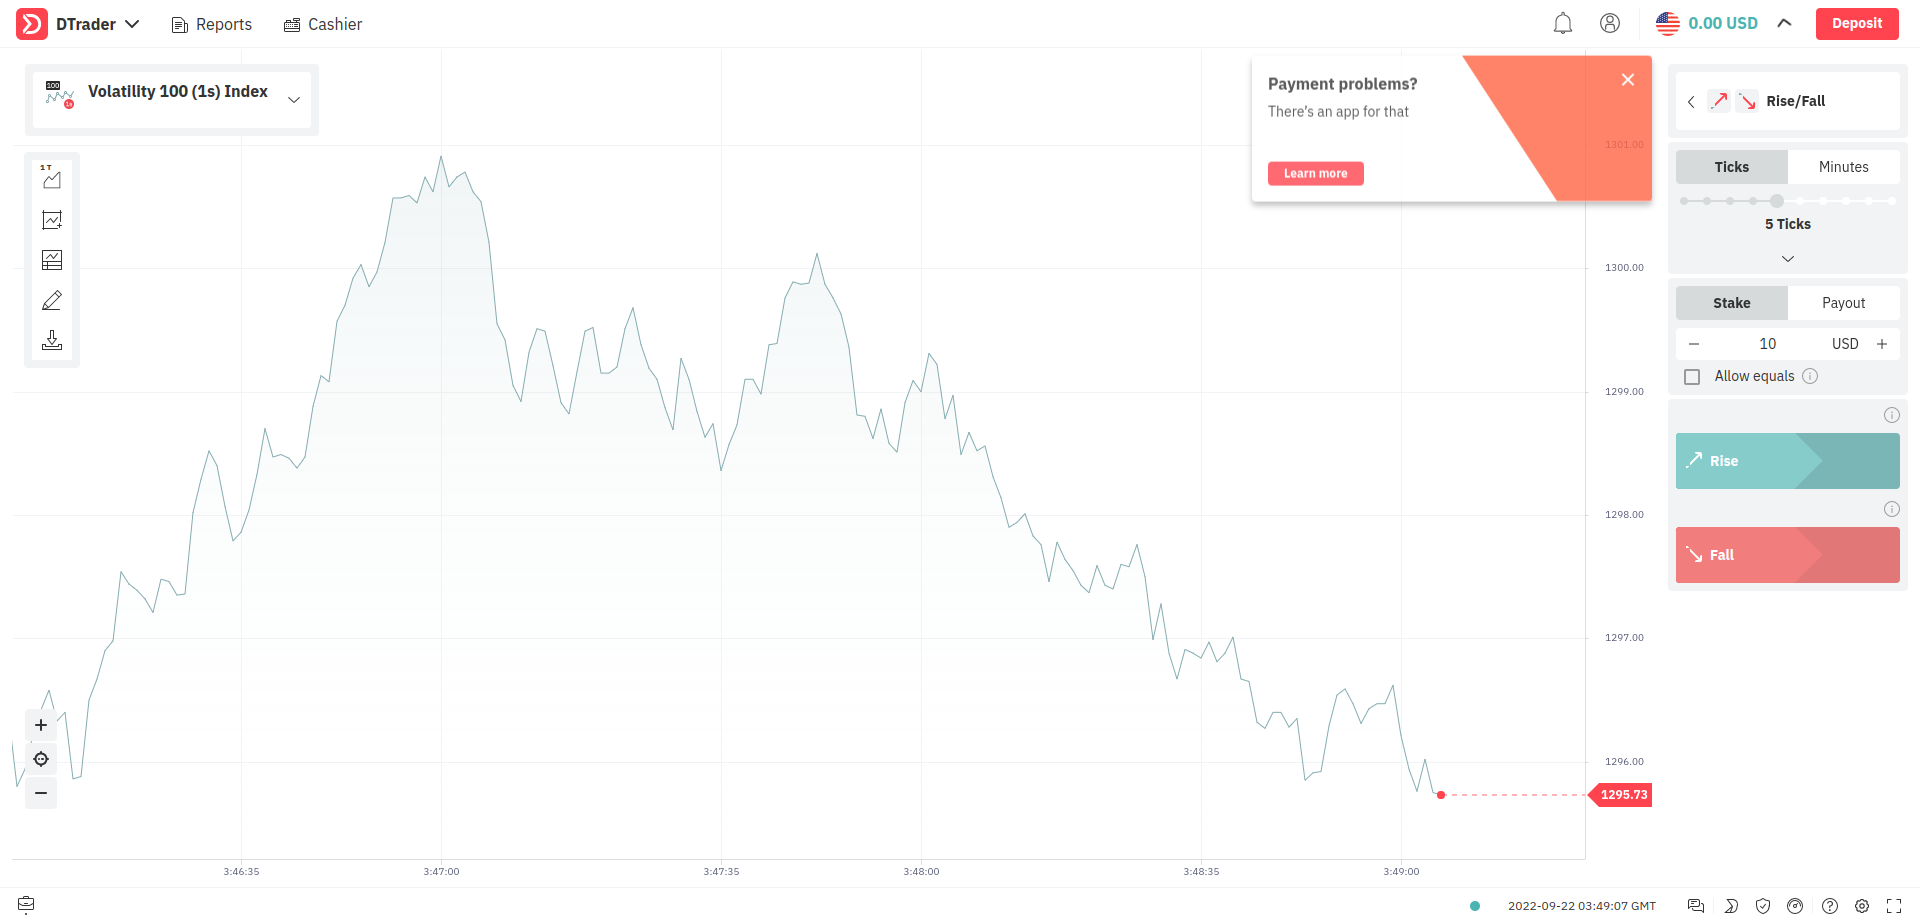 DTrader
Reports
Cashier
0.00 USD
Deposit
100
1s
Volatility 100 (1s) Index
Payment problems?
There's an app for that
Learn more
Rise/Fall
1 T
1301.00
1300.00
1299.00
1298.00
1297.00
1296.00
1295.73
Ticks
Minutes
5 Ticks
Stake
Payout
10
USD
Allow equals
Rise
Fall
3:46:35
3:47:00
3:47:35
3:48:00
3:48:35
3:49:00
2022-09-22 03:49:07 GMT